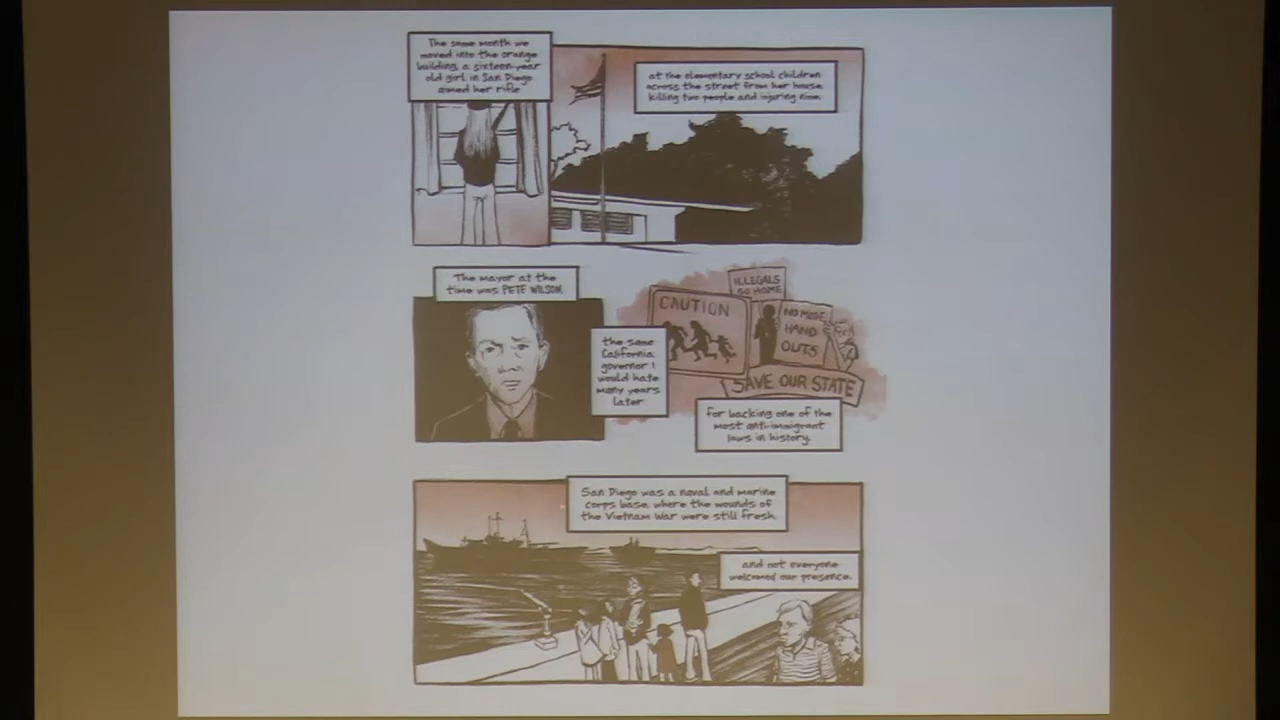 The same month we
moved into the orange
building, a sixteen-year
old girl in San Diego
aimed her rifle
at the elementary school children
across the street from her house,
killing two people and injuring nine.
The mayor at the
time was PETE WILSON,
the same
California
governor I
would hate
many years
later
ILLEGALS
GO HOME
CAUTION
NO MORE
HAND
OUTS
SAVE OUR STATE
for backing one of the
most anti-immigrant
laws in history.
San Diego was a naval and marine
corps base, where the wounds of
the Vietnam War were still fresh.
and not everyone
welcomed our presence.